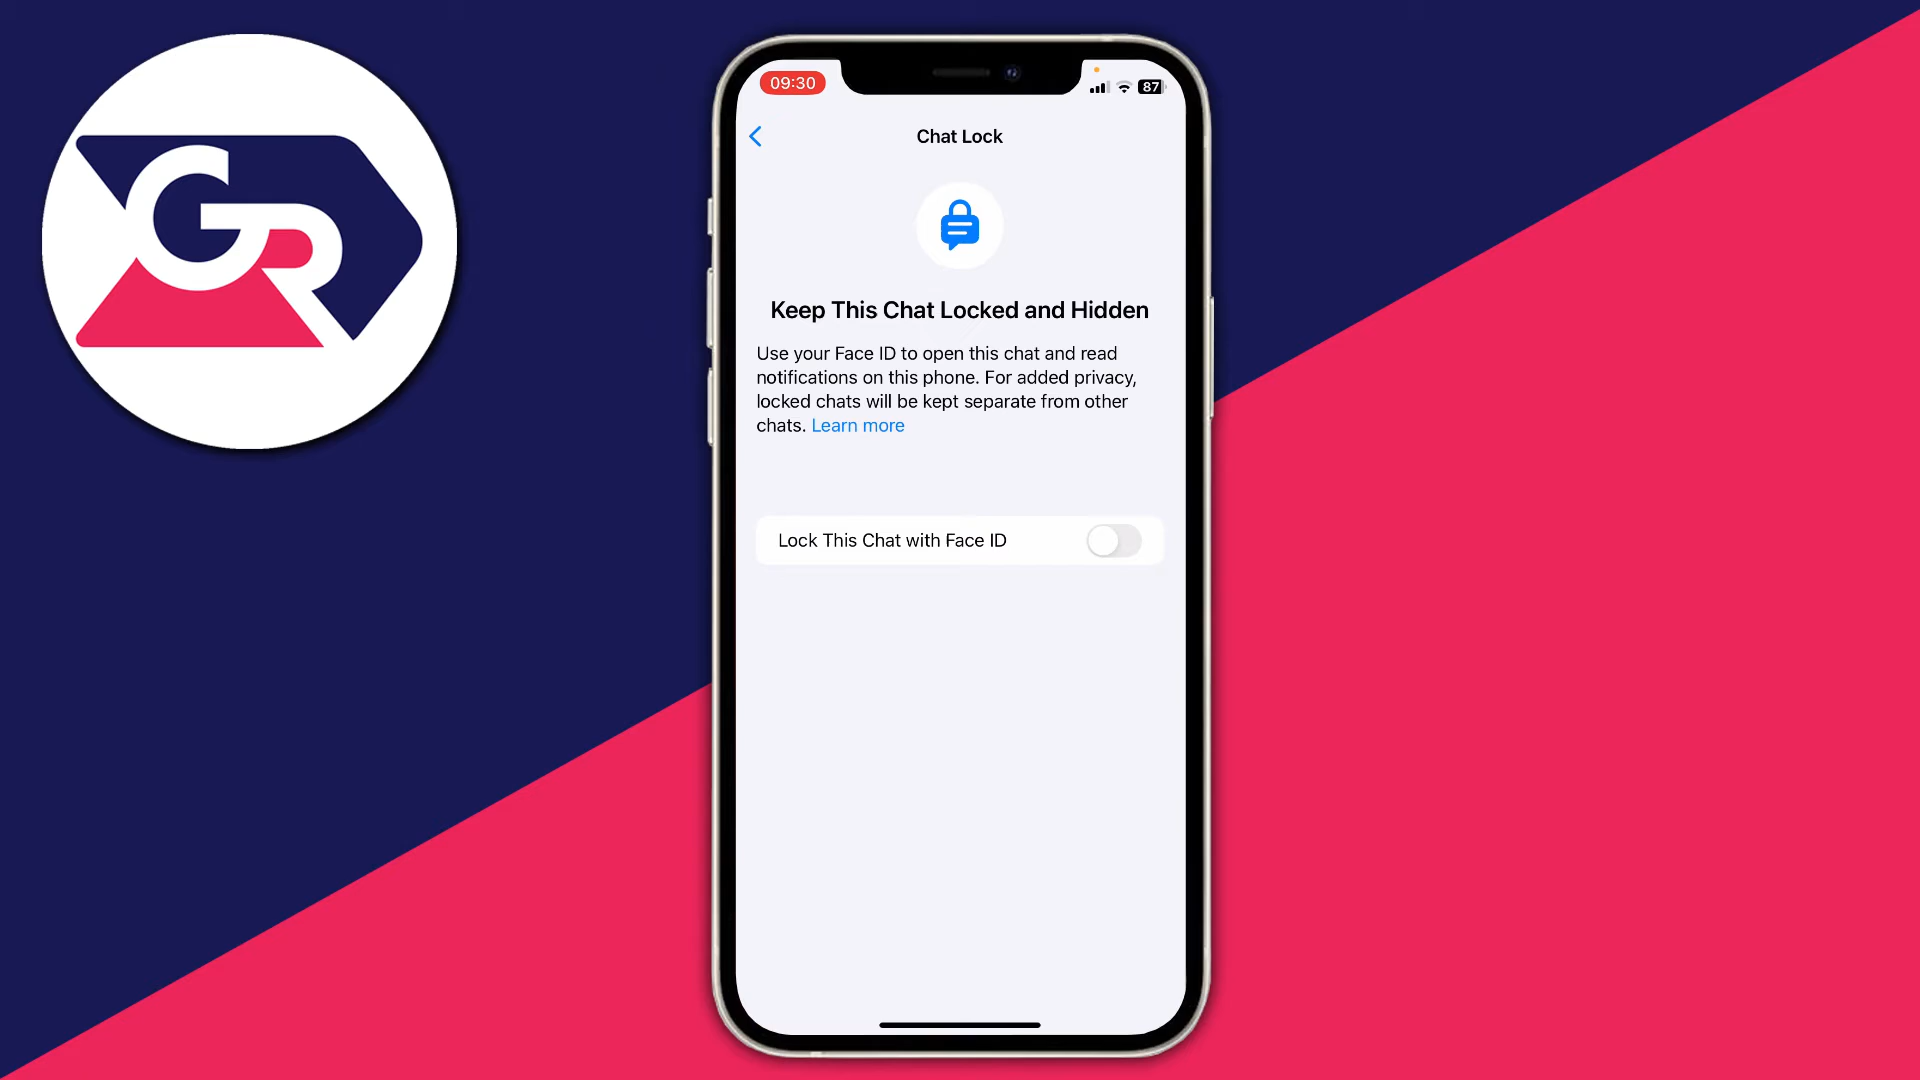 GR
09:30
87
Chat Lock
Keep This Chat Locked and Hidden
Use your Face ID to open this chat and read
notifications on this phone. For added privacy,
locked chats will be kept separate from other
chats. Learn more
Lock This Chat with Face ID